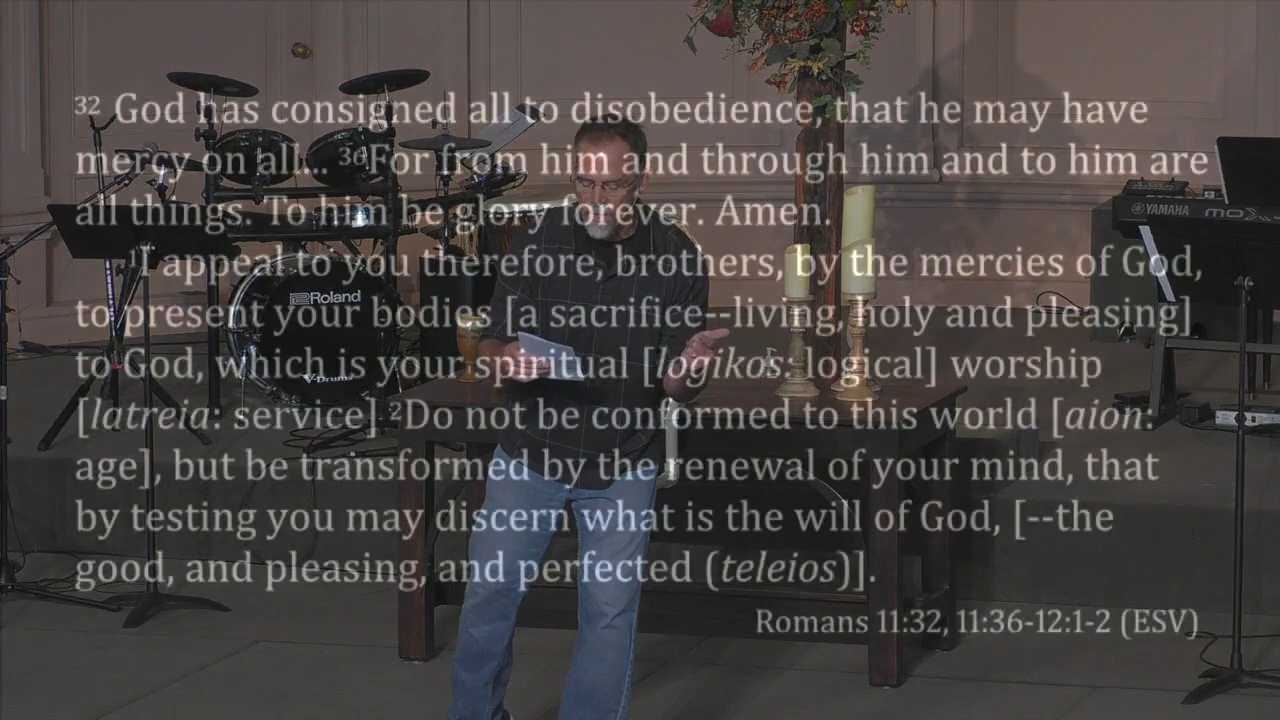 32 God has consigned all to disobedience, that he may have
mercy on all... 36For from him and through him and to him are
all things. To him be glory forever. Amen.
1I appeal to you therefore, brothers, by the mercies of God,
to present your bodies [a sacrifice--living, holy and pleasing]
to God, which is your spiritual [logikos: logical] worship
[latreia: service]. 2Do not be conformed to this world [aion:
age], but be transformed by the renewal of your mind, that
by testing you may discern what is the will of God, [--the
good, and pleasing, and perfected (teleios)].
Romans 11:32, 11:36-12:1-2 (ESV)
Roland
V-Drums
YAMAHA